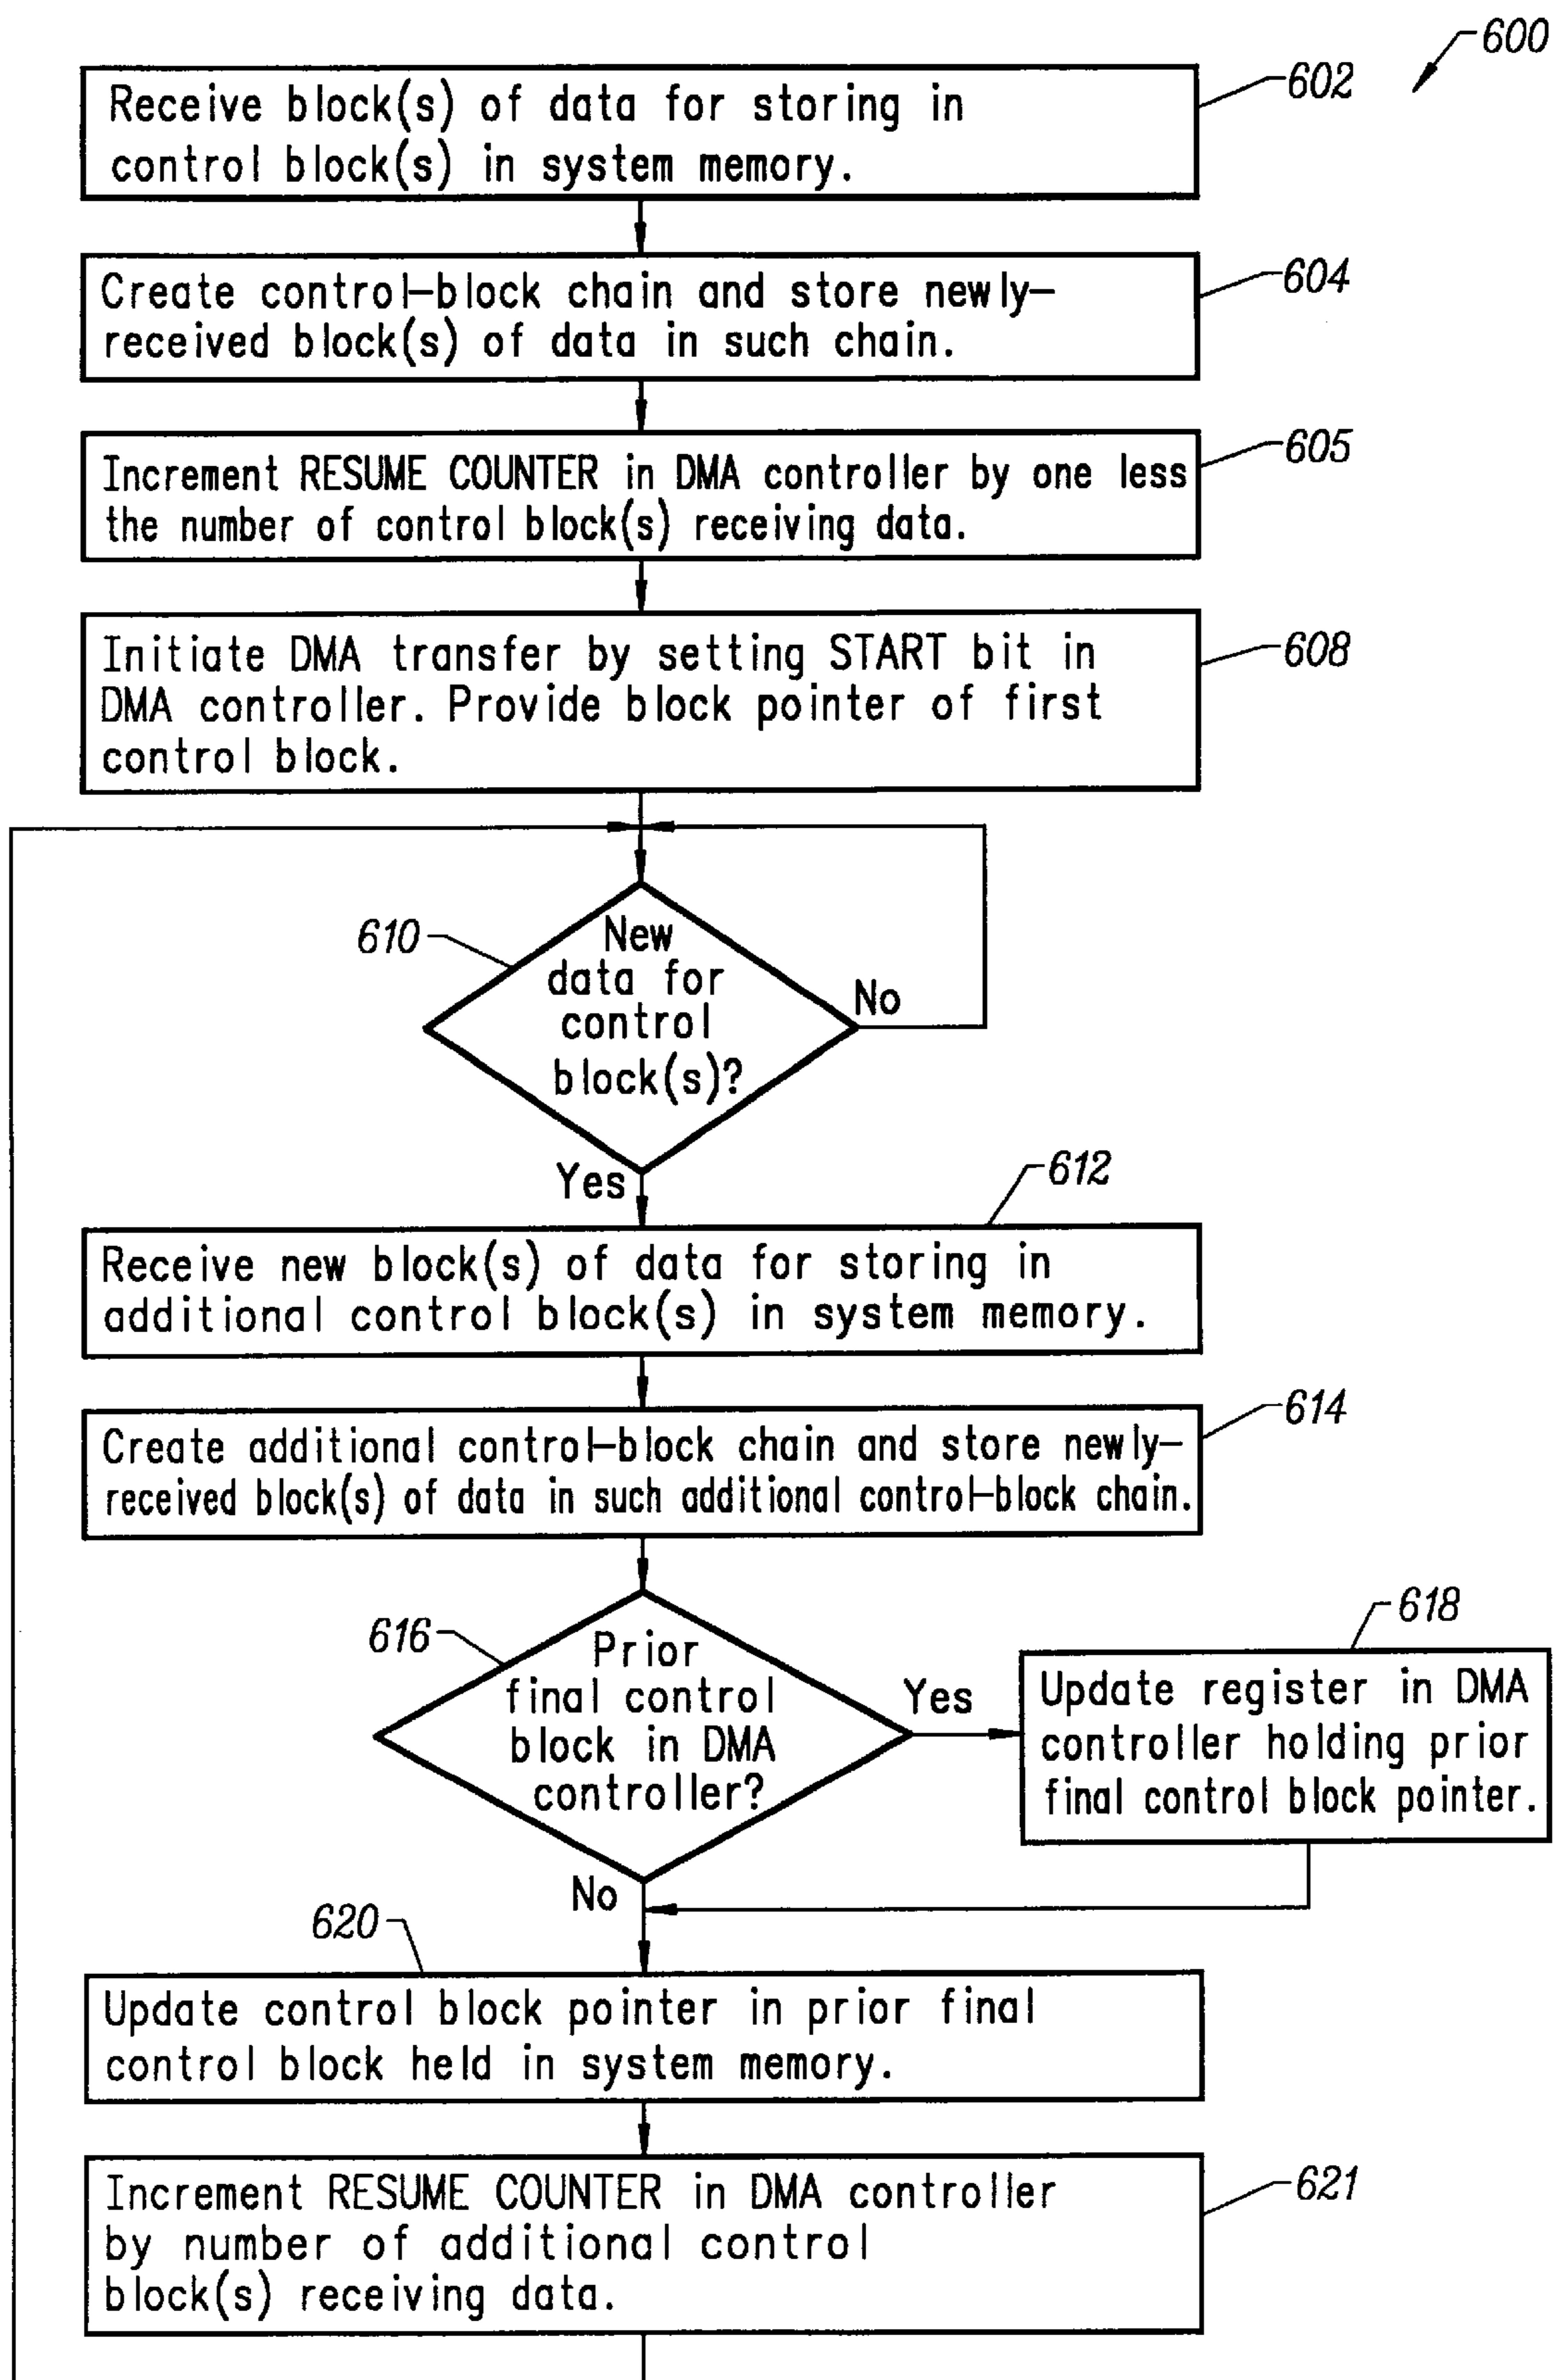 600
602
Receive block(s) of data for storing in
control block(s) in system memory.
604
Create control-block chain and store newly-
received block(s) of data in such chain.
605
Increment RESUME COUNTER in DMA controller by one less
the number of control block(s) receiving data.
608
Initiate DMA transfer by setting START bit in
DMA controller. Provide block pointer of first
control block.
610
New
data for
control
block(s)?
No
Yes
612
Receive new block(s) of data for storing in
additional control block(s) in system memory.
614
Create additional control-block chain and store newly-
received block(s) of data in such additional control-block chain.
616
Prior
final control
block in DMA
controller?
Yes
618
Update register in DMA
controller holding prior
final control block pointer.
No
620
Update control block pointer in prior final
control block held in system memory.
621
Increment RESUME COUNTER in DMA controller
by number of additional control
block(s) receiving data.